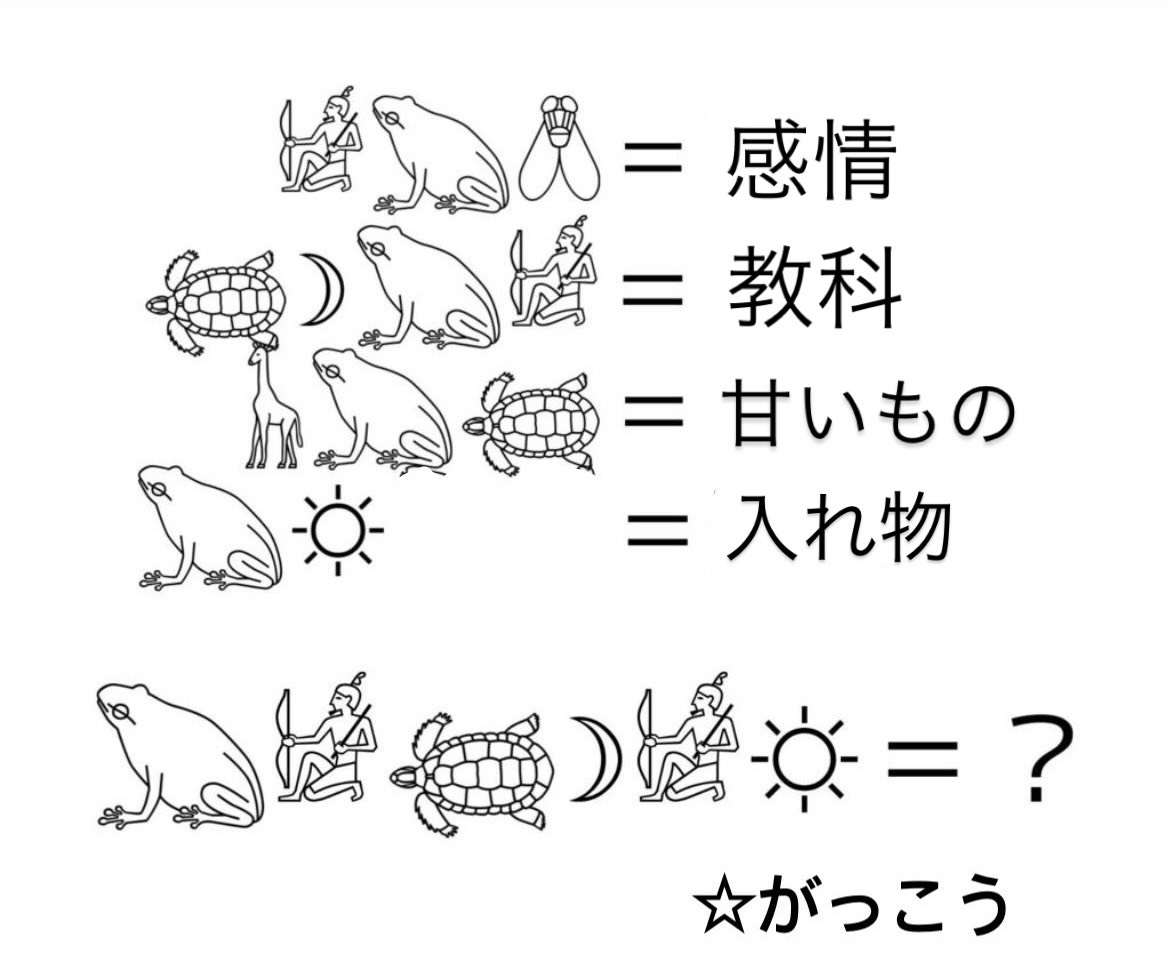 = 感情
= 教科
= 甘いもの
= 入れ物
= ?
☆がっこう